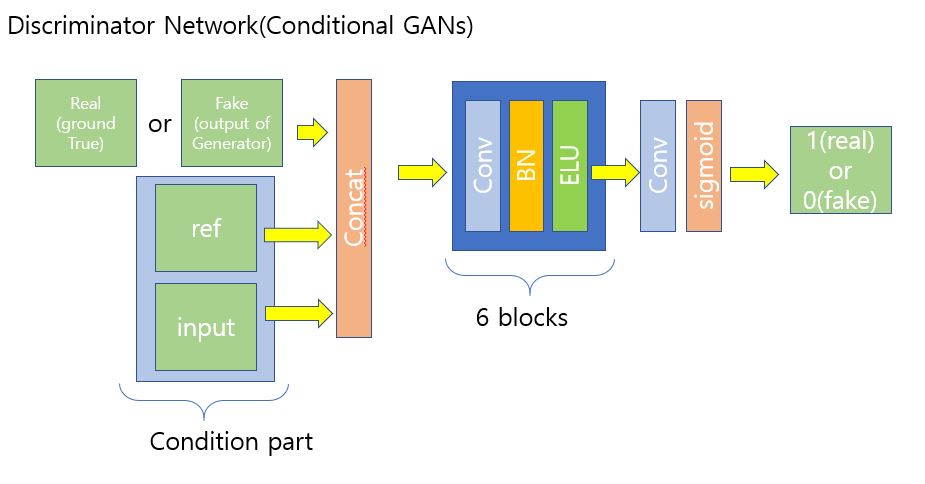 Discriminator Network(Conditional GANs)
Real
(ground
True)
or
Fake
(output of
Generator)
ref
input
Condition part
Concat
Conv
BN
ELU
6 blocks
Conv
sigmoid
1(real)
or
0(fake)